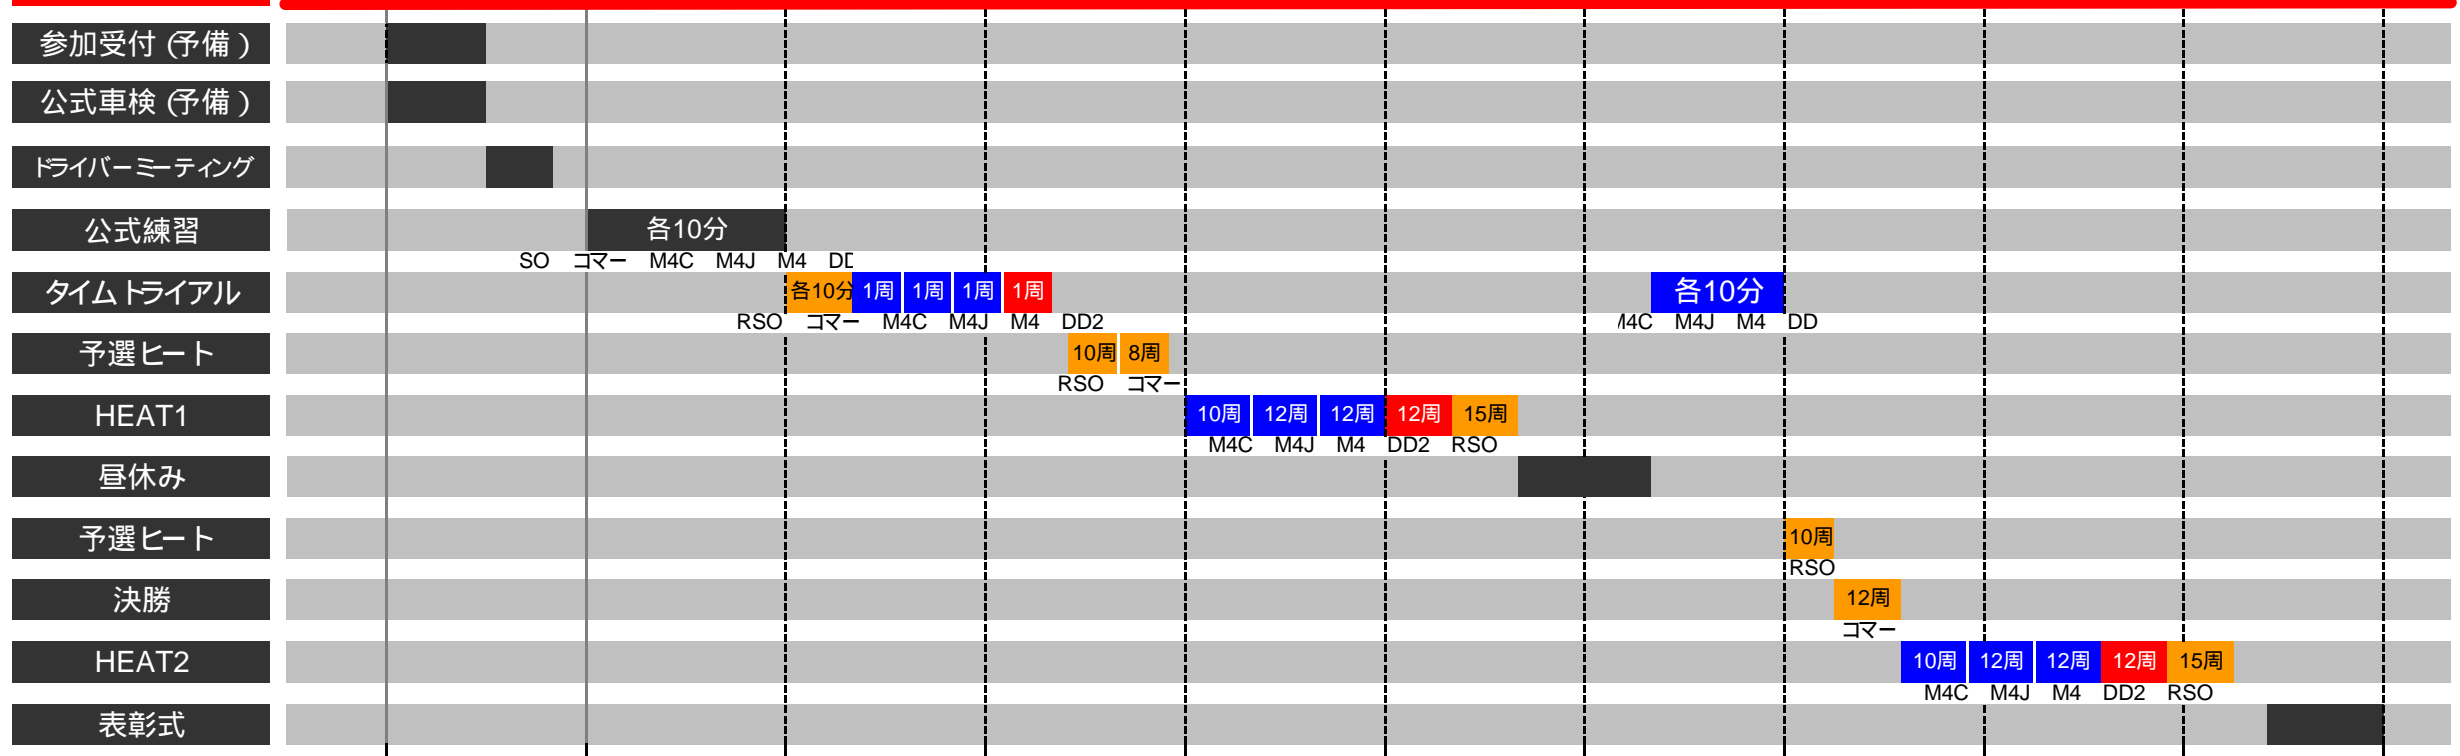 参加受付(予備)
公式車検(予備)
ドライバーミーティング
公式練習 各10分
SO コマー M4C M4J M4 DD
タイムトライアル 各10分 1周 1周 1周 1周 各10分
RSO コマー M4C M4J M4 DD2 M4C M4J M4 DD
予選ヒート 10周 8周
RSO コマー
HEAT1 10周 12周 12周 12周 15周
M4C M4J M4 DD2 RSO
昼休み
予選ヒート 10周
RSO
決勝 12周
コマー
HEAT2 10周 12周 12周 12周 15周
M4C M4J M4 DD2 RSO
表彰式